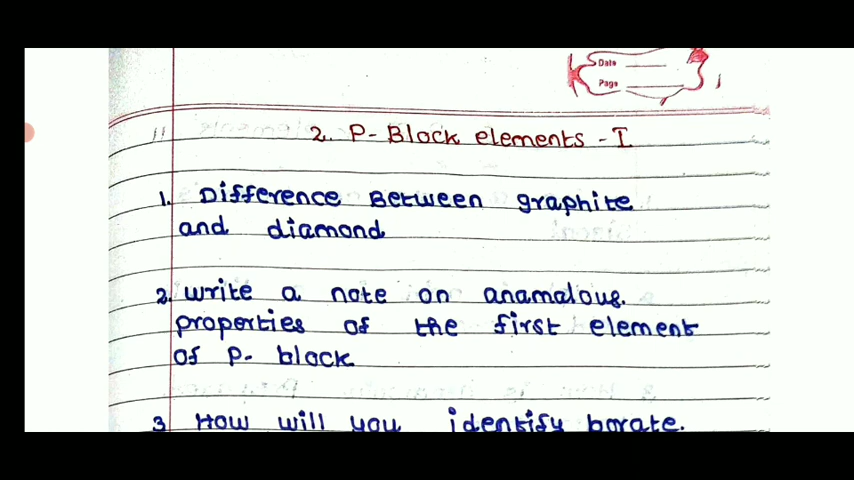 Date
Page
2. P-Block elements -I
1. Difference Between graphite
and diamond
2. Write a note on anamalous.
properties of the first element
of P- block
3 How will you identify borate.